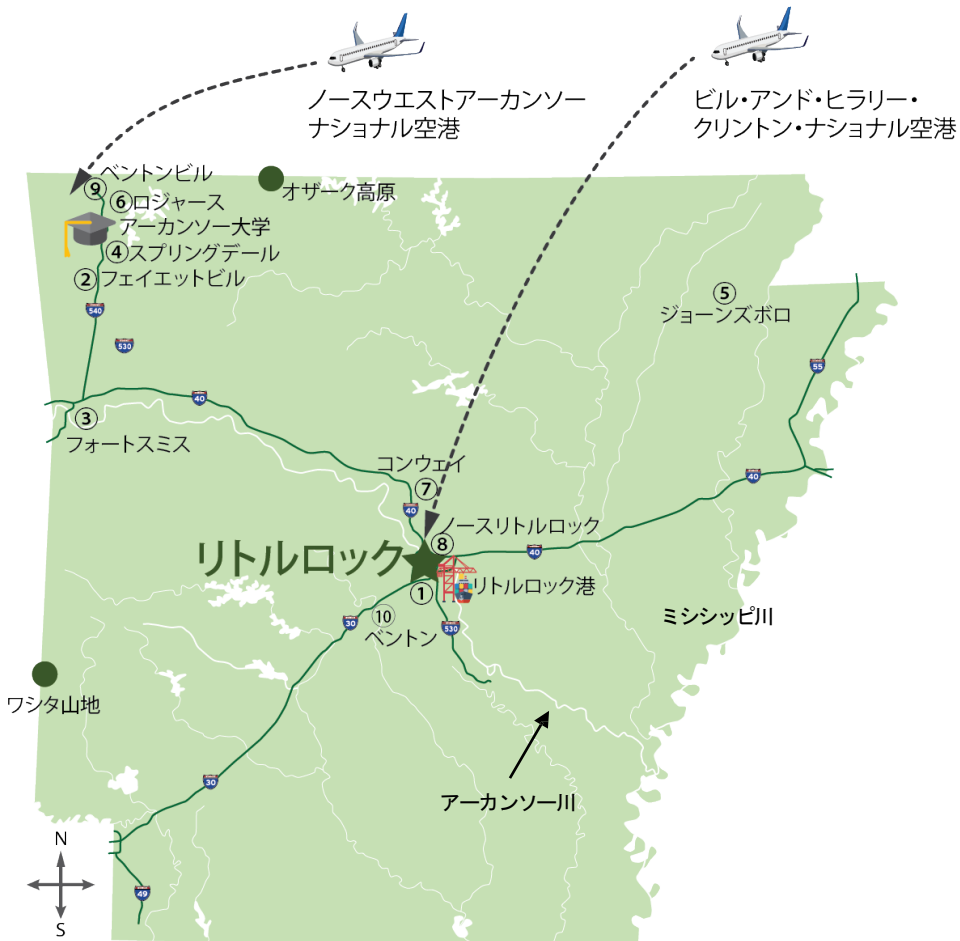 ノースウエストアーカンソー
ナショナル空港
ビル・アンド・ヒラリー・
クリントン・ナショナル空港
ベントンビル
⑨
⑥ロジャース
オザーク高原
アーカンソー大学
④スプリングデール
②フェイエットビル
⑤
ジョーンズボロ
540
530
55
40
③
フォートスミス
コンウェイ
⑦
40
40
ノースリトルロック
⑧
40
リトルロック
リトルロック港
①
⑩
ベントン
30
530
ミシシッピ川
ワシタ山地
アーカンソー川
30
N
S
49